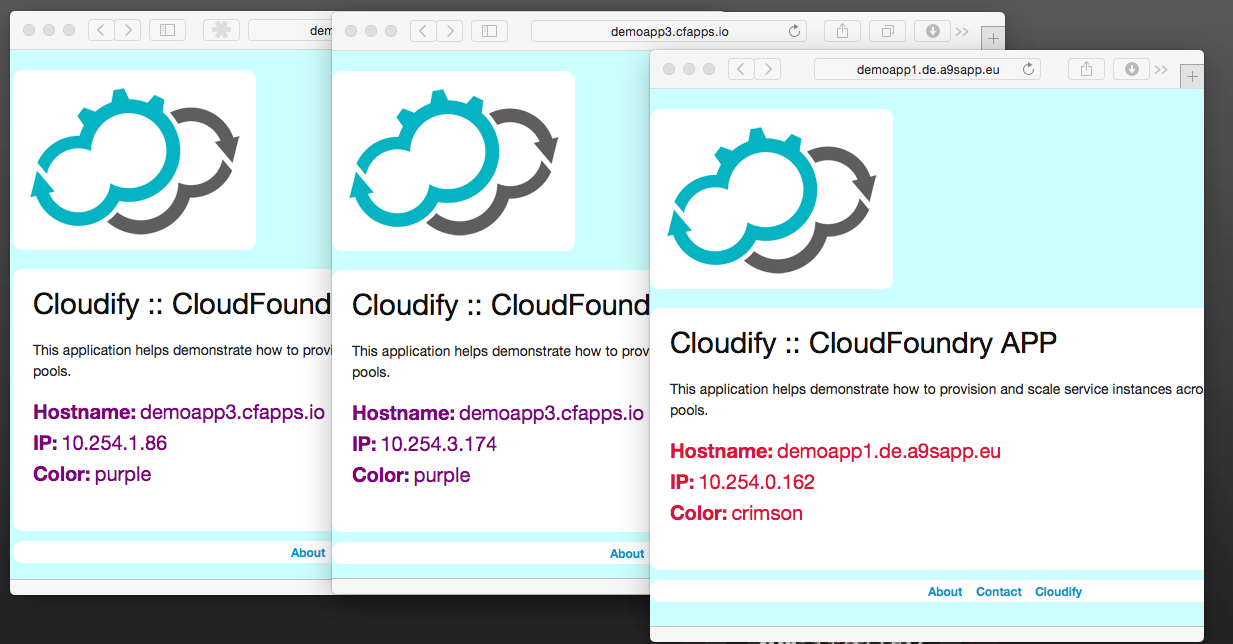 dem
Cloudify :: CloudFound
This application helps demonstrate how to provi
pools.
Hostname: demoapp3.cfapps.io
IP: 10.254.1.86
Color: purple
About
demoapp3.cfapps.io
Cloudify :: CloudFound
This application helps demonstrate how to prov
pools.
Hostname: demoapp3.cfapps.io
IP: 10.254.3.174
Color: purple
About
demoapp1.de.a9sapp.eu
Cloudify :: CloudFoundry APP
This application helps demonstrate how to provision and scale service instances acro
pools.
Hostname: demoapp1.de.a9sapp.eu
IP: 10.254.0.162
Color: crimson
About Contact Cloudify